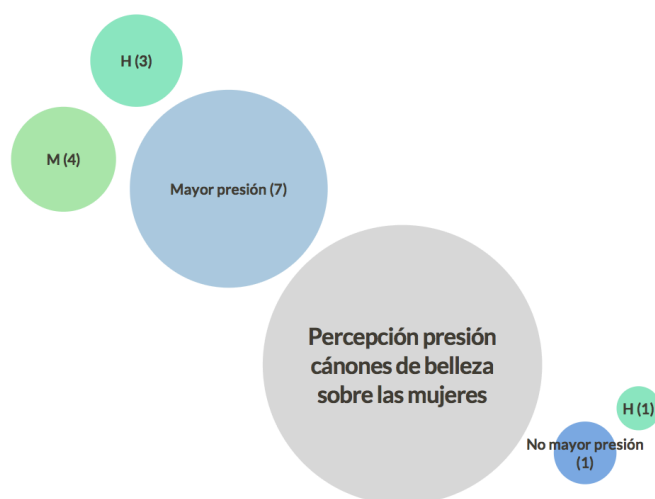 H (3)
M (4)
Mayor presión (7)
Percepción presión
cánones de belleza
sobre las mujeres
H (1)
No mayor presión
(1)